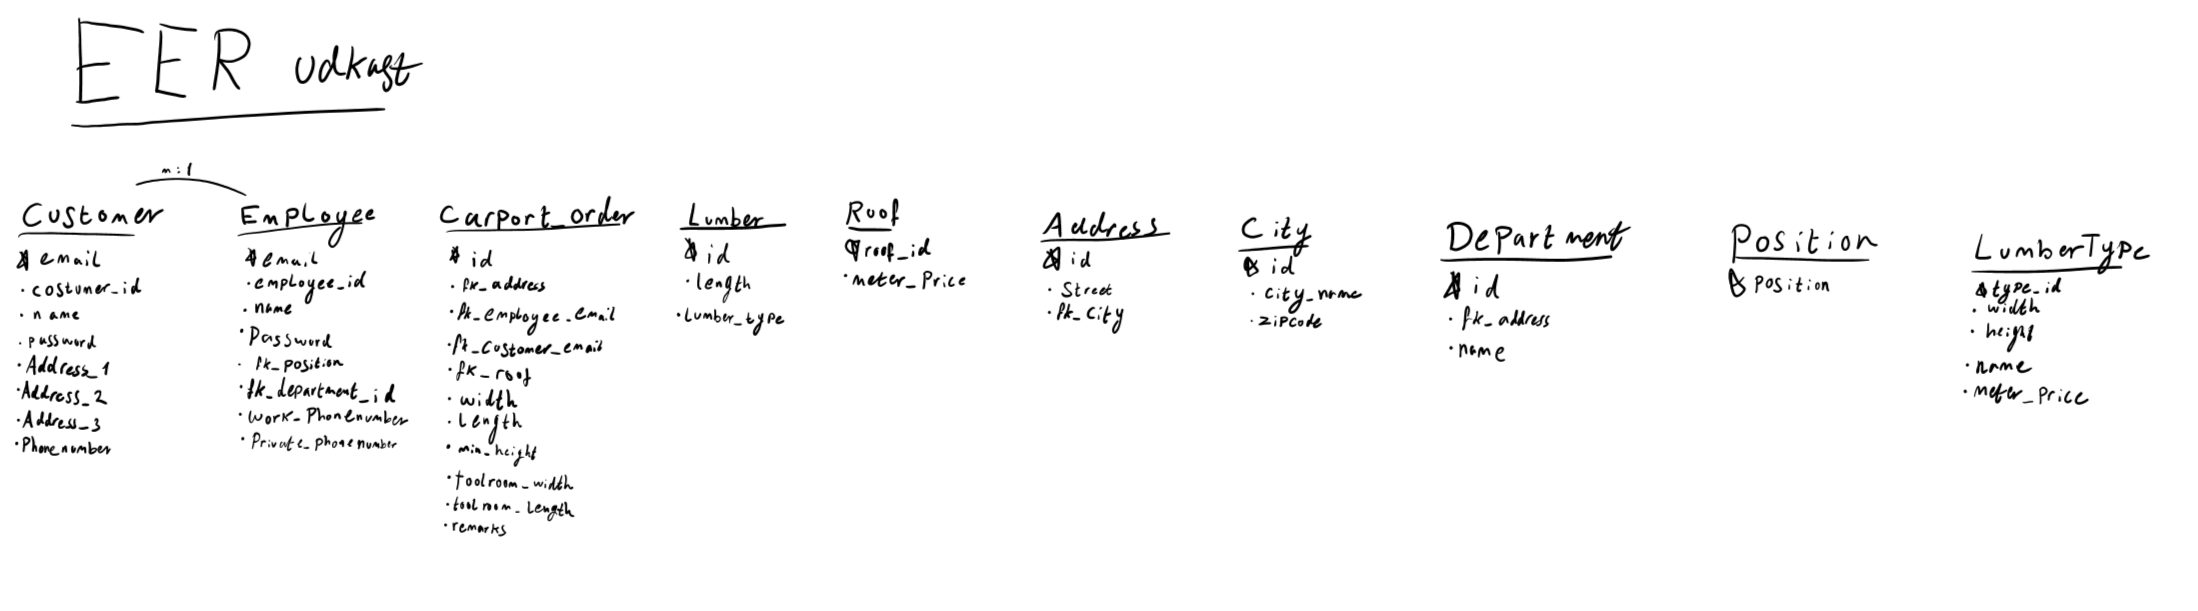 EER udkast
m:1
Customer
email
costumer_id
name
password
Address_1
Address_2
Address_3
Phonenumber
Employee
email
employee_id
name
Password
fk_position
fk_department_id
work_Phonenumber
Private_phonenumber
Carport_order
id
fk_address
fk_employee_email
fk_costomer_email
fk_roof
width
Length
min_height
toolroom_width
toolroom_length
remarks
Lumber
id
length
Lumber_type
Roof
roof_id
meter_Price
Address
id
Street
fk_City
City
id
City_name
ZiPCode
Department
id
fk_address
name
Position
Position
LumberType
type_id
width
height
name
meter_Price